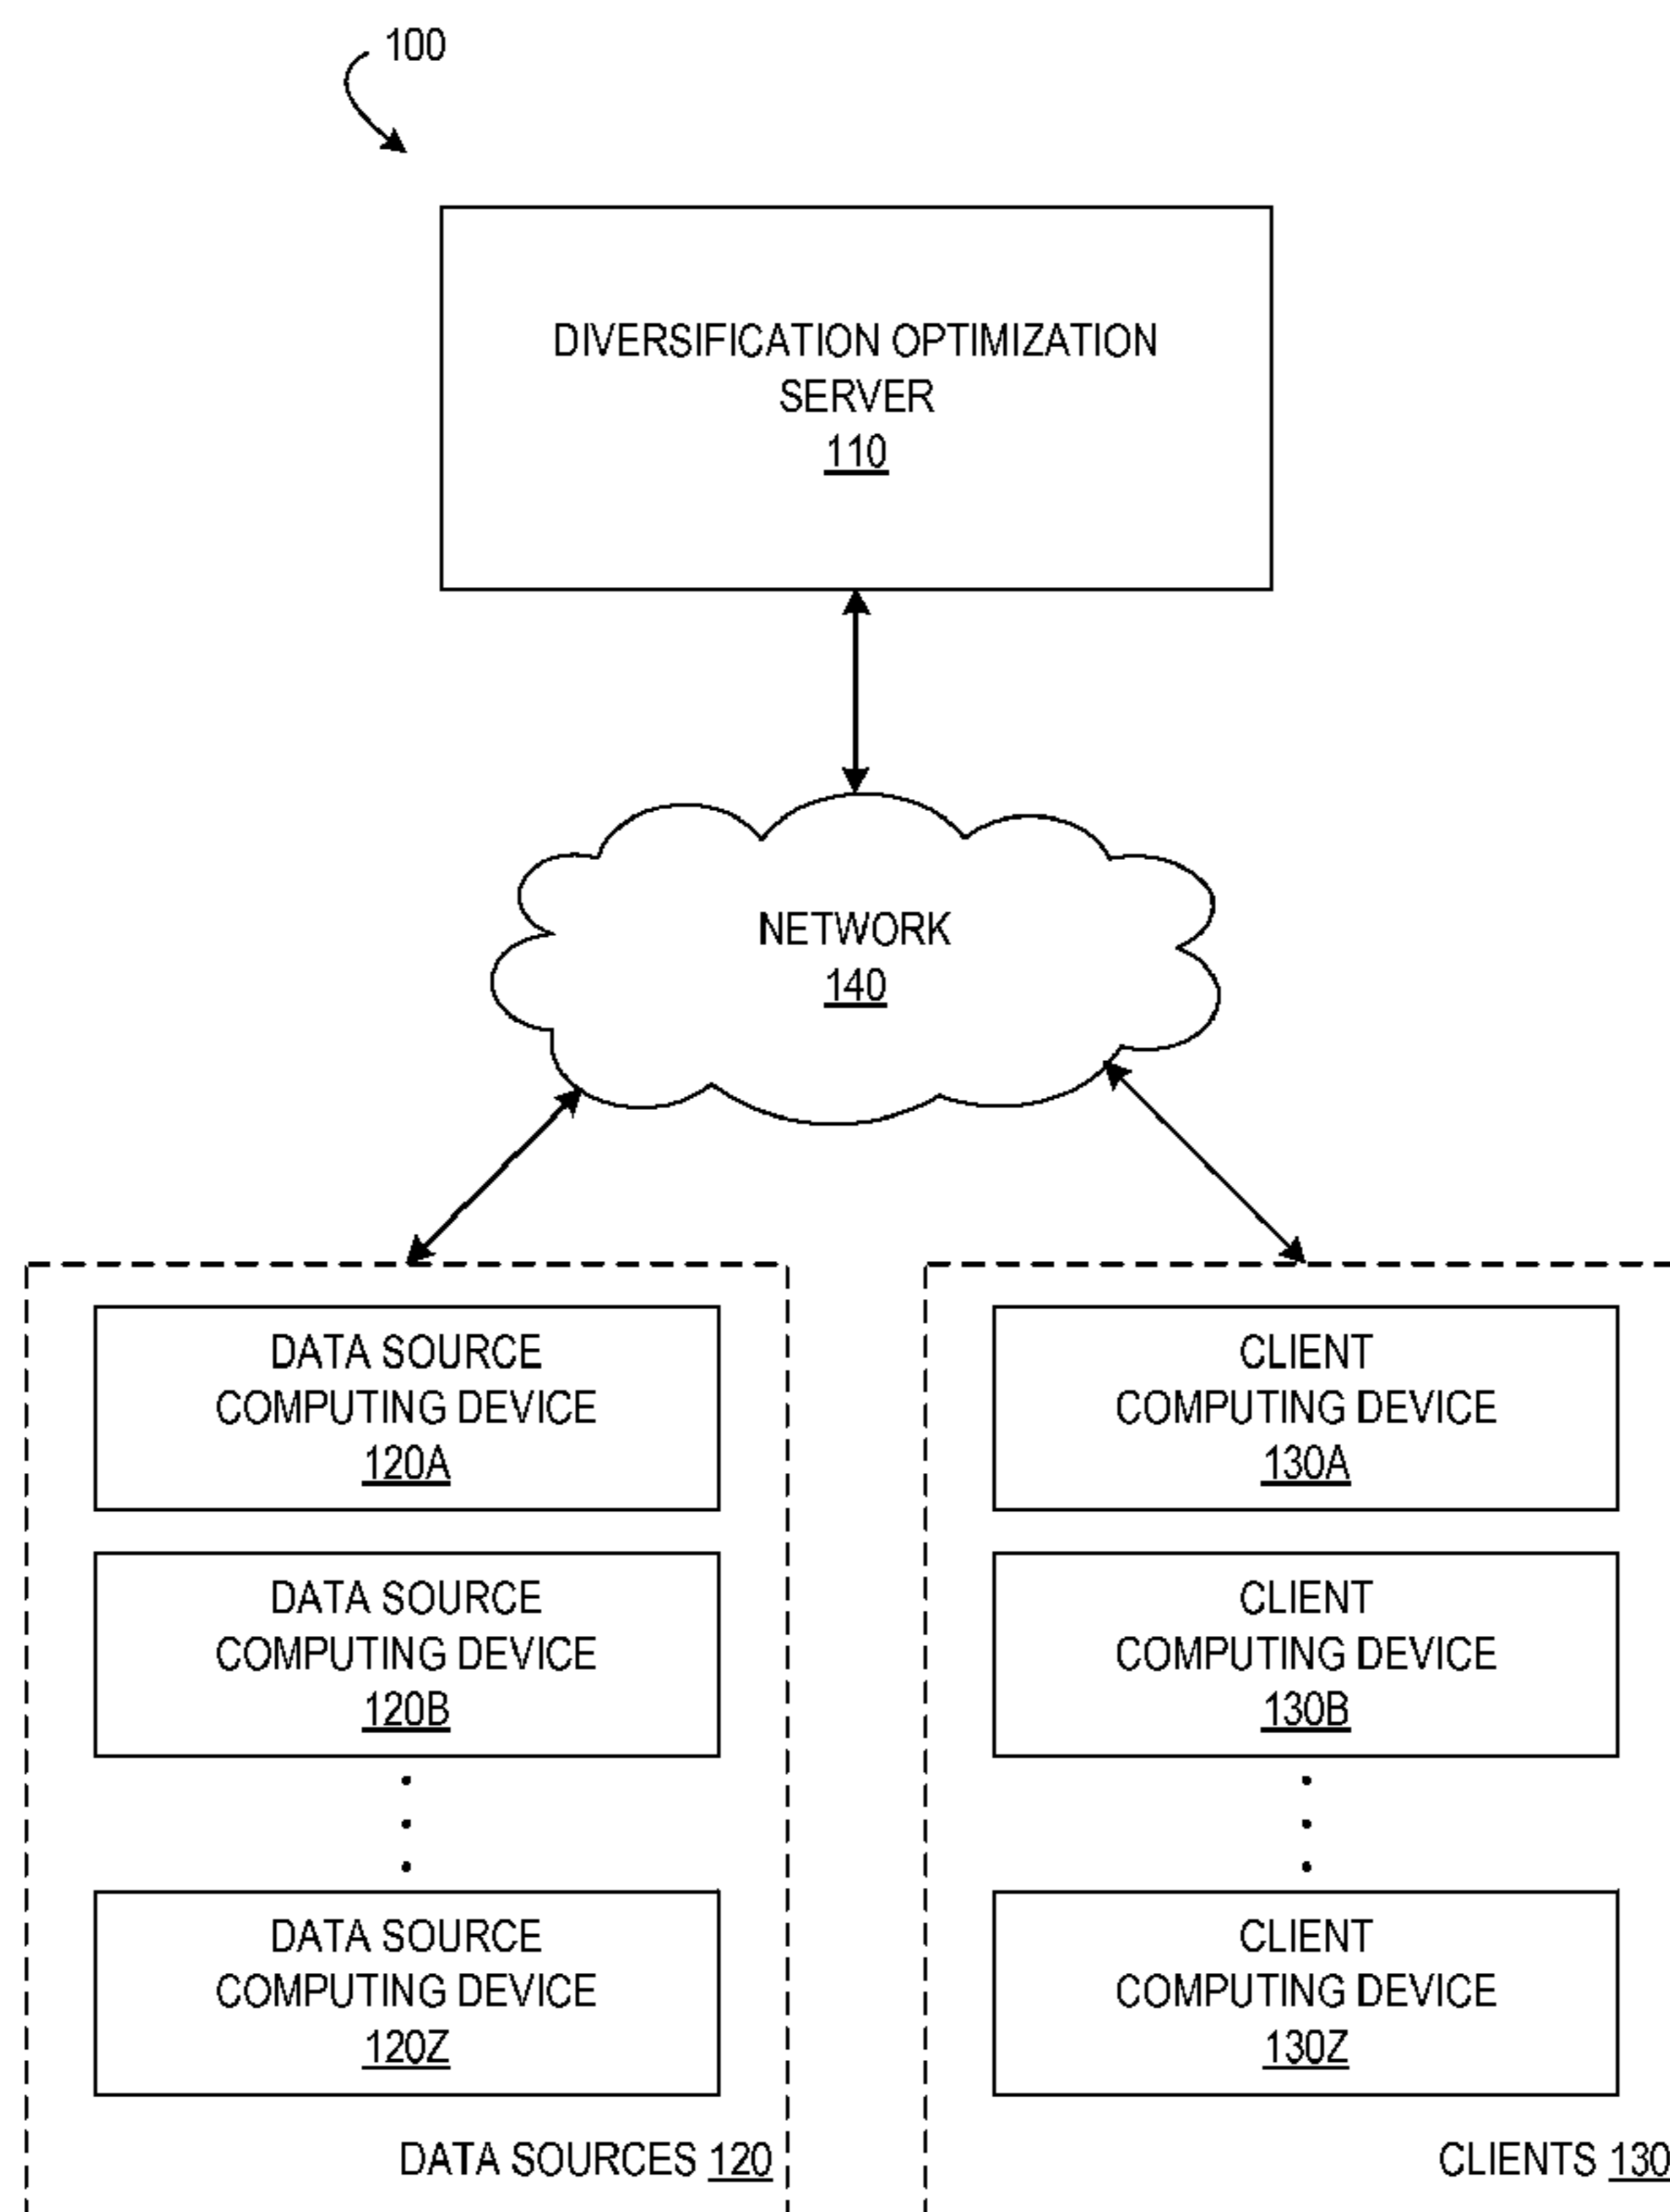 100
DIVERSIFICATION OPTIMIZATION
SERVER
110
NETWORK
140
DATA SOURCE
COMPUTING DEVICE
120A
DATA SOURCE
COMPUTING DEVICE
120B
DATA SOURCE
COMPUTING DEVICE
120Z
DATA SOURCES 120
CLIENT
COMPUTING DEVICE
130A
CLIENT
COMPUTING DEVICE
130B
CLIENT
COMPUTING DEVICE
130Z
CLIENTS 130